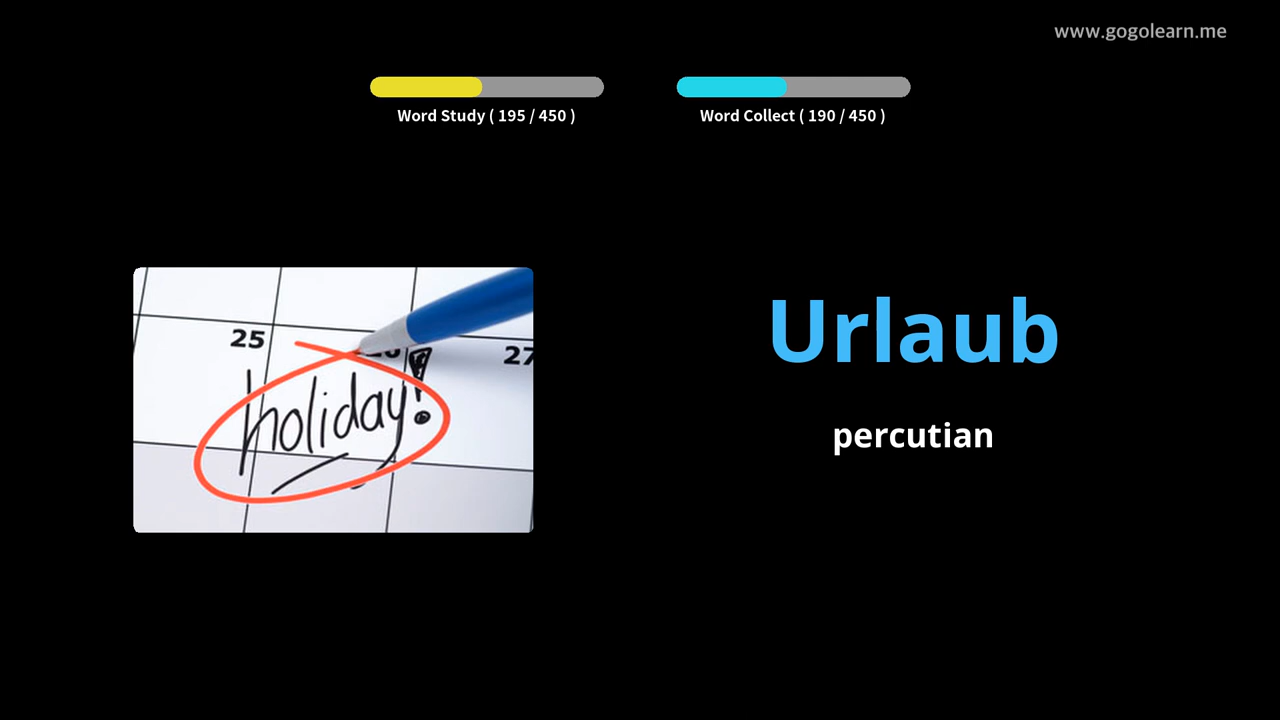 www.gogolearn.me
Word Study ( 195 / 450 )
Word Collect ( 190 / 450 )
25
27
holiday!
Urlaub
percutian